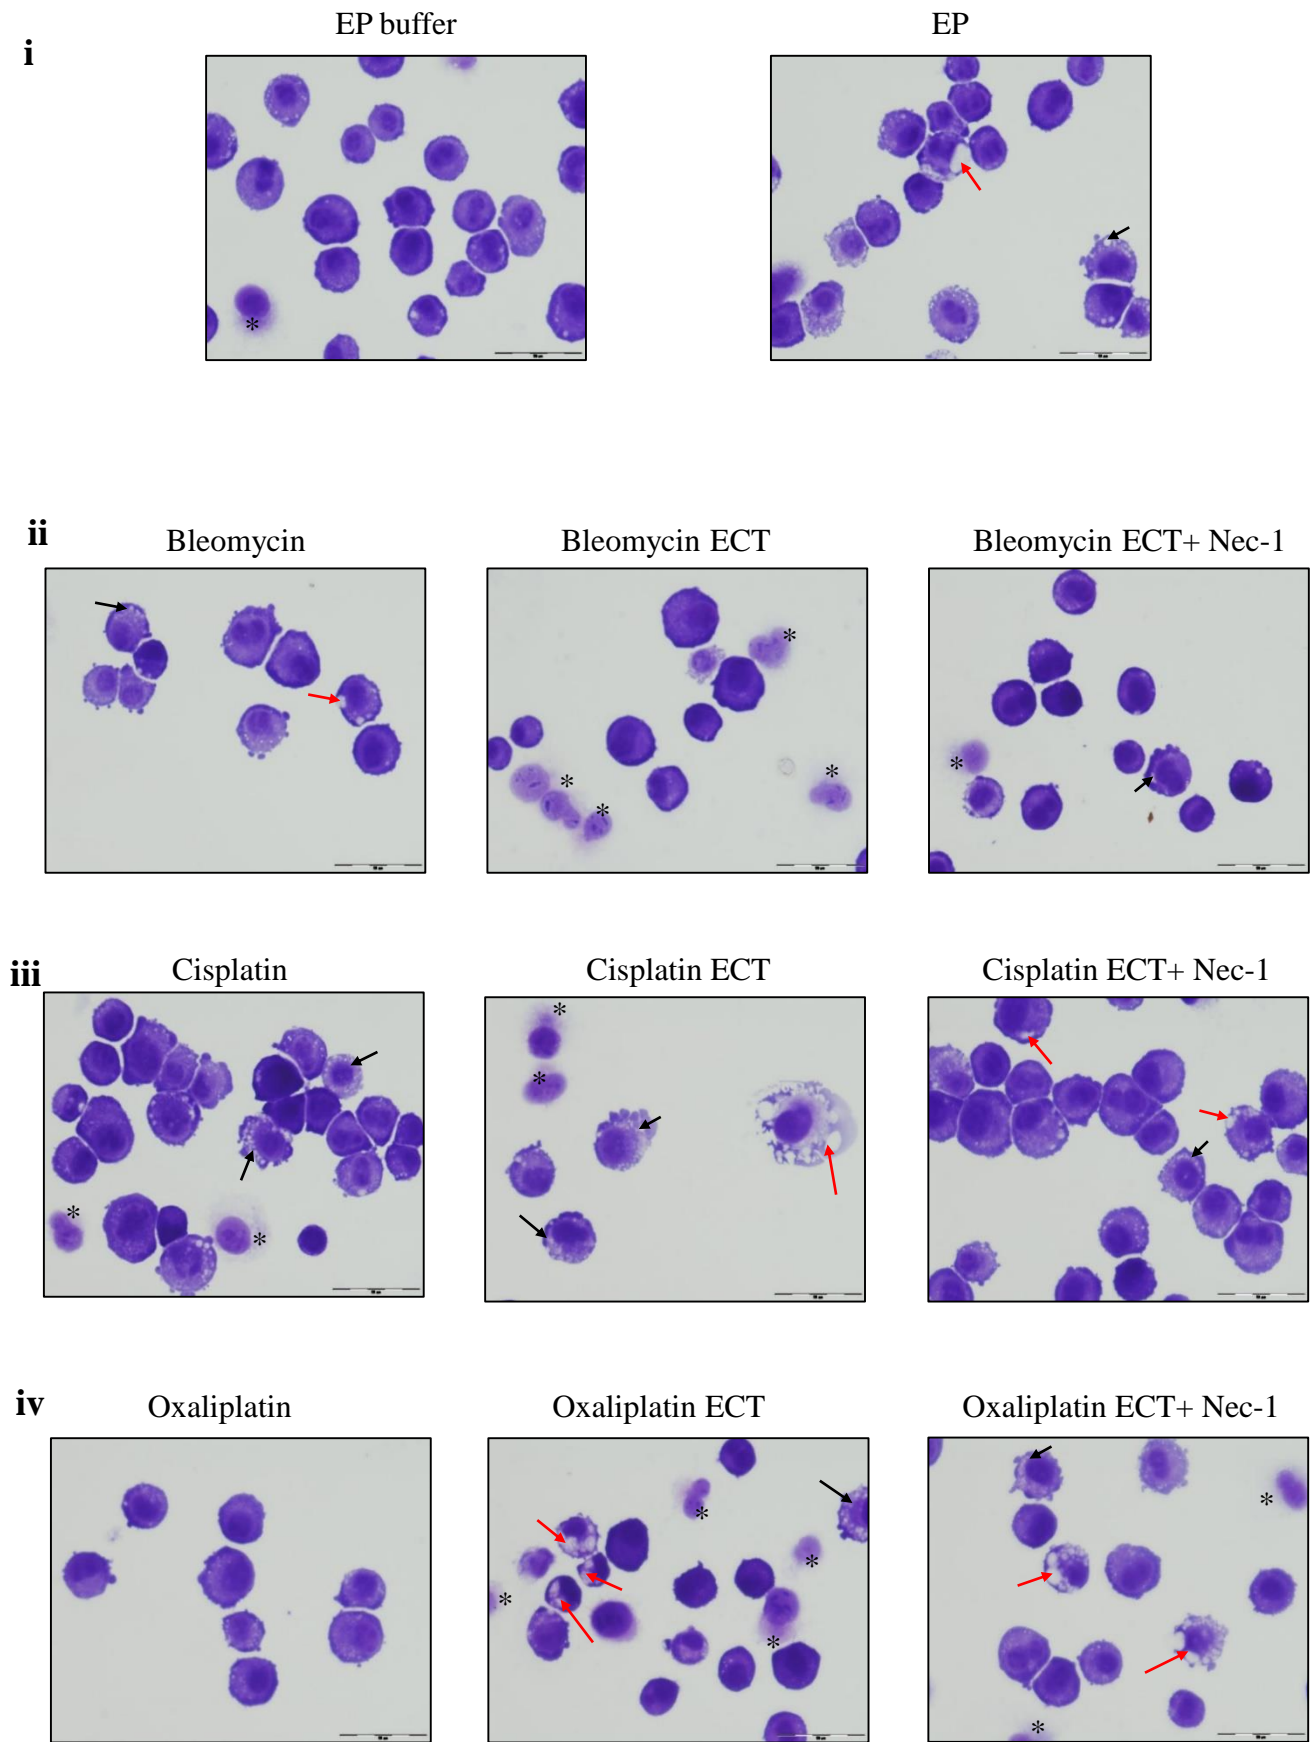 i
EP buffer
EP
*
ii
Bleomycin
Bleomycin ECT
Bleomycin ECT+ Nec-1
*
*
*
*
*
iii
Cisplatin
Cisplatin ECT
Cisplatin ECT+ Nec-1
*
*
*
*
iv
Oxaliplatin
Oxaliplatin ECT
Oxaliplatin ECT+ Nec-1
*
*
*
*
*
*